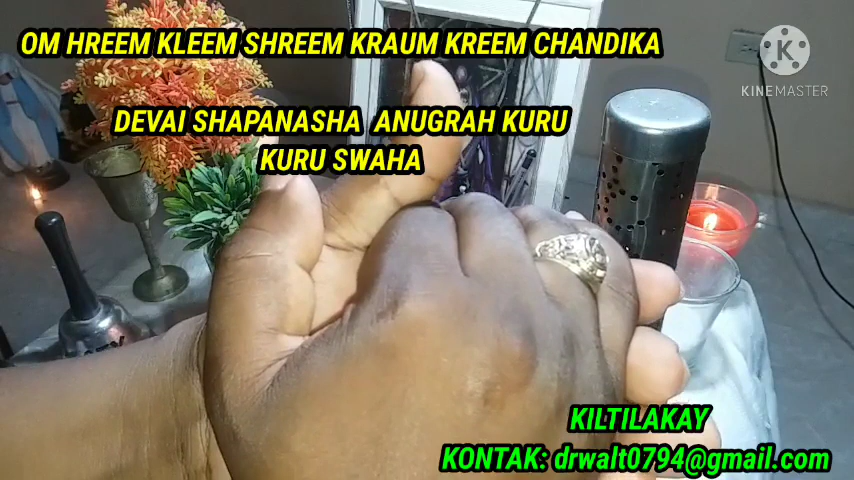 OM HREEM KLEEM SHREEM KRAUM KREEM CHANDIKA
DEVAI SHAPANASHA ANUGRAH KURU
KURU SWAHA
K
KINEMASTER
KILTILAKAY
KONTAK: drwalt0794@gmail.com